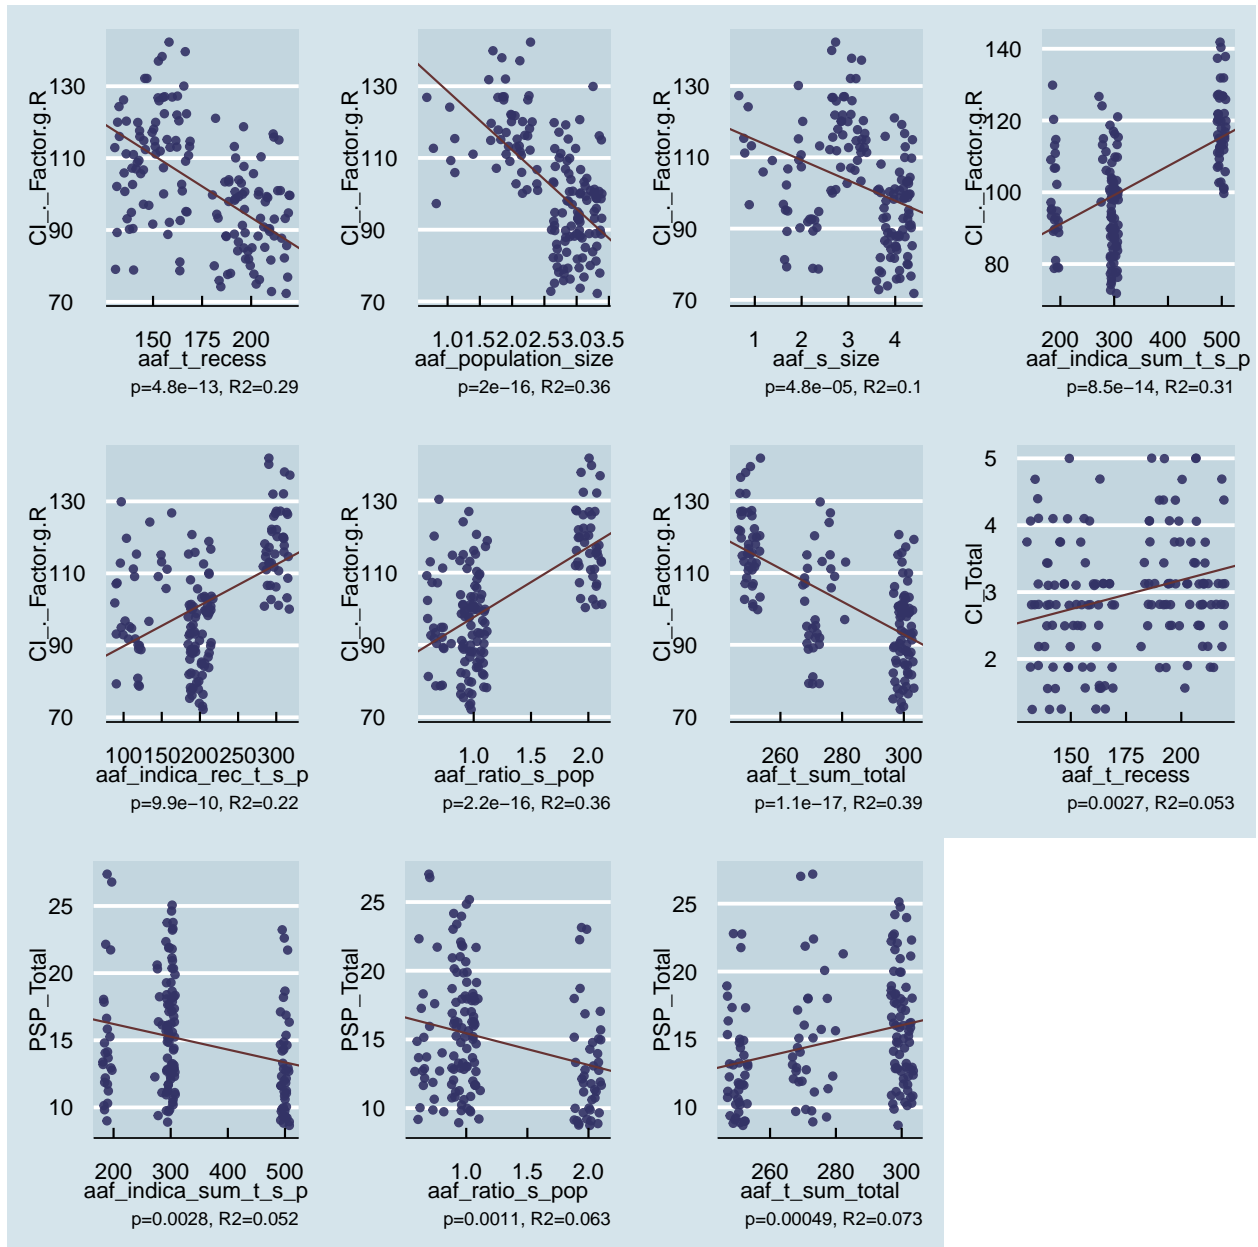 CI_._Factor.g.R
130
110
90
70
150 175 200
aaf_t_recess
p=4.8e−13, R2=0.29
CI_._Factor.g.R
130
110
90
70
1.01.52.02.53.03.5
aaf_population_size
p=2e−16, R2=0.36
CI_._Factor.g.R
130
110
90
70
1 2 3 4
aaf_s_size
p=4.8e−05, R2=0.1
CI_._Factor.g.R
140
120
100
80
200 300 400 500
aaf_indica_sum_t_s_p
p=8.5e−14, R2=0.31
CI_._Factor.g.R
130
110
90
70
100150200250300
aaf_indica_rec_t_s_p
p=9.9e−10, R2=0.22
CI_._Factor.g.R
130
110
90
70
1.0 1.5 2.0
aaf_ratio_s_pop
p=2.2e−16, R2=0.36
CI_._Factor.g.R
130
110
90
70
260 280 300
aaf_t_sum_total
p=1.1e−17, R2=0.39
CI_Total
5
4
3
2
150 175 200
aaf_t_recess
p=0.0027, R2=0.053
PSP_Total
25
20
15
10
200 300 400 500
aaf_indica_sum_t_s_p
p=0.0028, R2=0.052
PSP_Total
25
20
15
10
1.0 1.5 2.0
aaf_ratio_s_pop
p=0.0011, R2=0.063
PSP_Total
25
20
15
10
260 280 300
aaf_t_sum_total
p=0.00049, R2=0.073